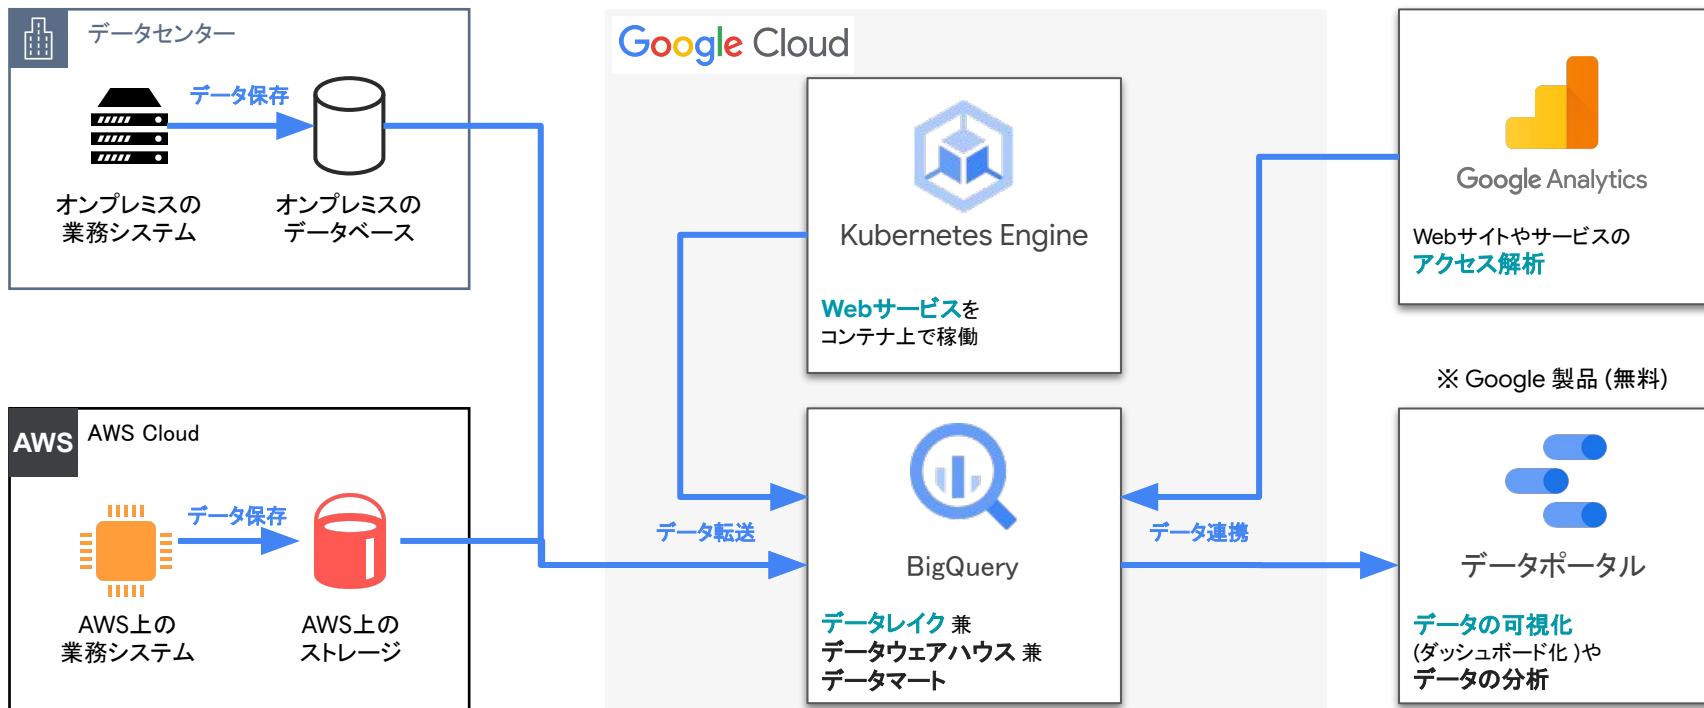 データセンター
データ保存
オンプレミスの
業務システム
オンプレミスの
データベース
AWS
AWS Cloud
データ保存
AWS上の
業務システム
AWS上の
ストレージ
Google Cloud
Kubernetes Engine
Webサービスを
コンテナ上で稼働
データ転送
BigQuery
データレイク 兼
データウェアハウス 兼
データマート
データ連携
Google Analytics
Webサイトやサービスの
アクセス解析
※ Google 製品 (無料)
データポータル
データの可視化
(ダッシュボード化 )や
データの分析